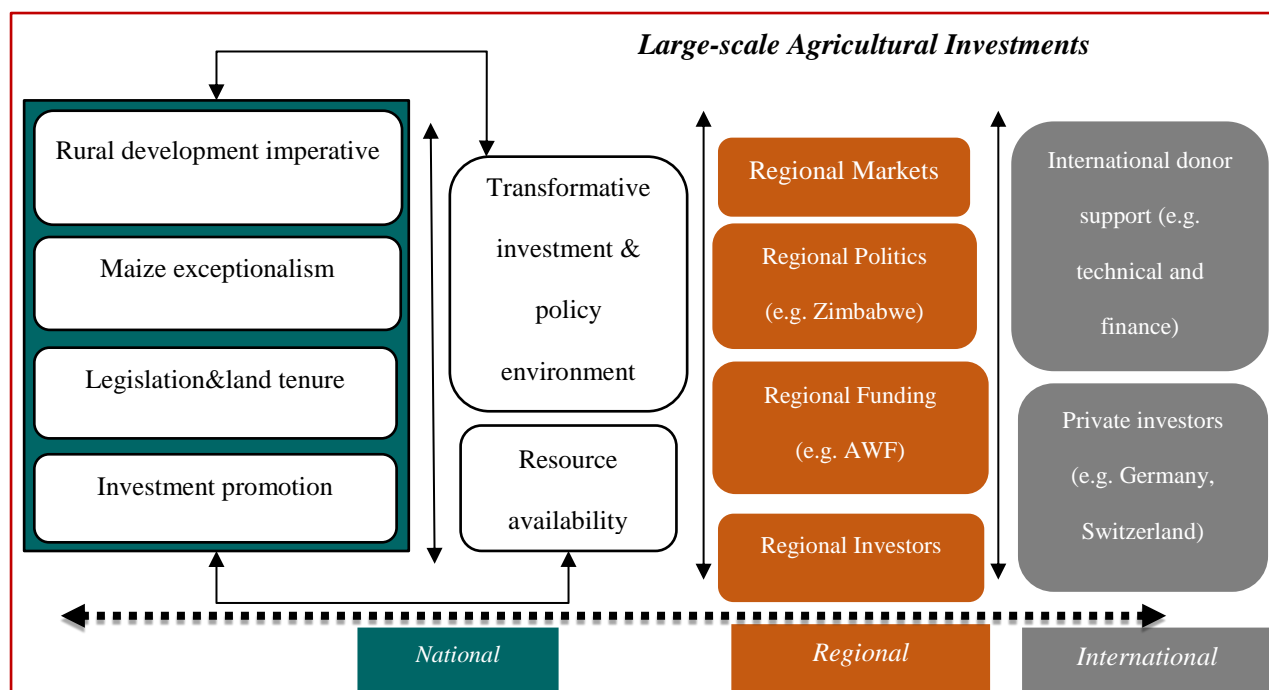 Large-scale Agricultural Investments
Rural development imperative
Maize exceptionalism
Legislation&land tenure
Investment promotion
Transformative
investment &
policy
environment
Resource
availability
Regional Markets
Regional Politics
(e.g. Zimbabwe)
Regional Funding
(e.g. AWF)
Regional Investors
International donor
support (e.g.
technical and
finance)
Private investors
(e.g. Germany,
Switzerland)
National
Regional
International